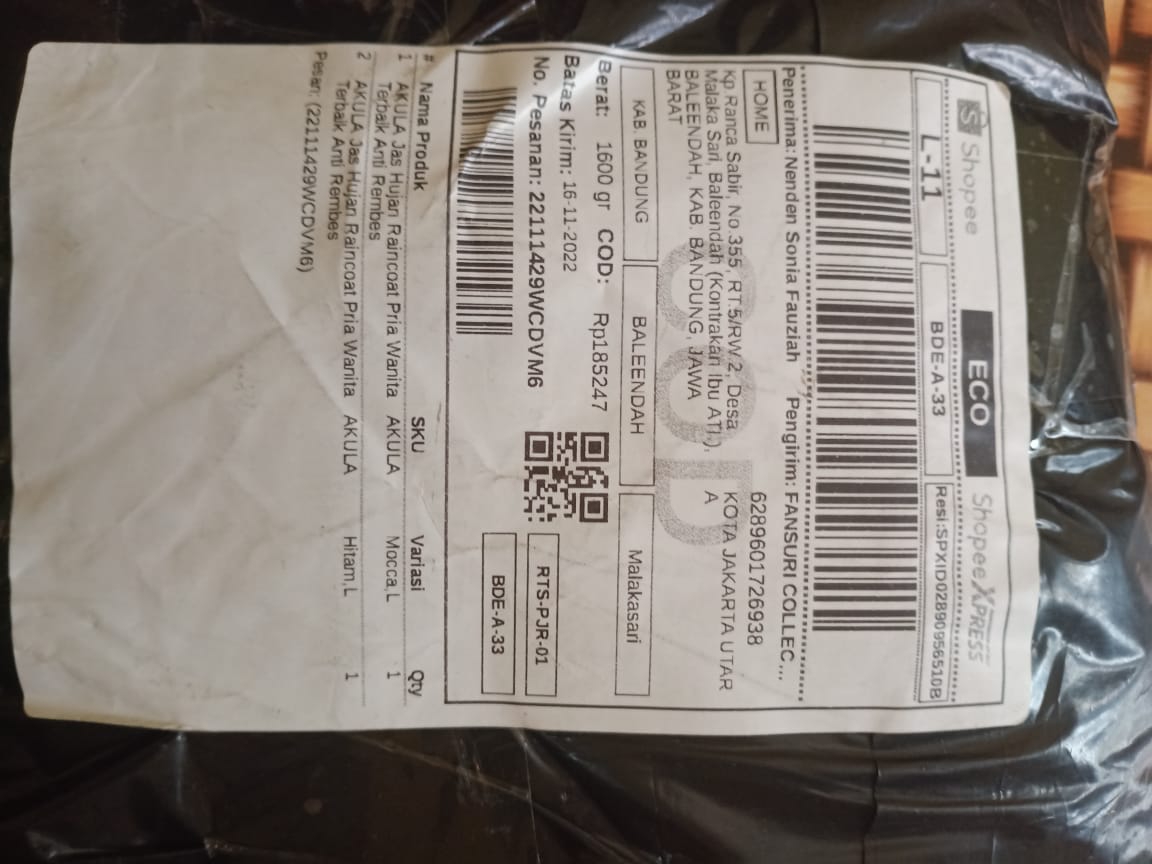 Shopee
ECO
Shopee XPRESS
L-11
BDE-A-33
Resi:SPXID028909565510B
Penerima: Nenden Sonia Fauziah
Pengirim: FANSURI COLLEC...
HOME
6289601726938
Kp Ranca Sabir, No.355, RT.5/RW.2, Desa
KOTA JAKARTA UTAR
Malaka Sari, Baleendah (Kontrakan Ibu ATI.),
A
BALEENDAH, KAB. BANDUNG, JAWA
BARAT
COD
KAB. BANDUNG
BALEENDAH
Malakasari
Berat: 1600 gr COD: Rp185247
Batas Kirim: 16-11-2022
No. Pesanan: 22111429WCDVM6
RTS-PJR-01
BDE-A-33
# Nama Produk SKU Variasi Qty
1 AKULA Jas Hujan Raincoat Pria Wanita AKULA Mocca,L 1
Terbaik Anti Rembes
2 AKULA Jas Hujan Raincoat Pria Wanita AKULA Hitam,L 1
Terbaik Anti Rembes
Pesan: (22111429WCDVM6)